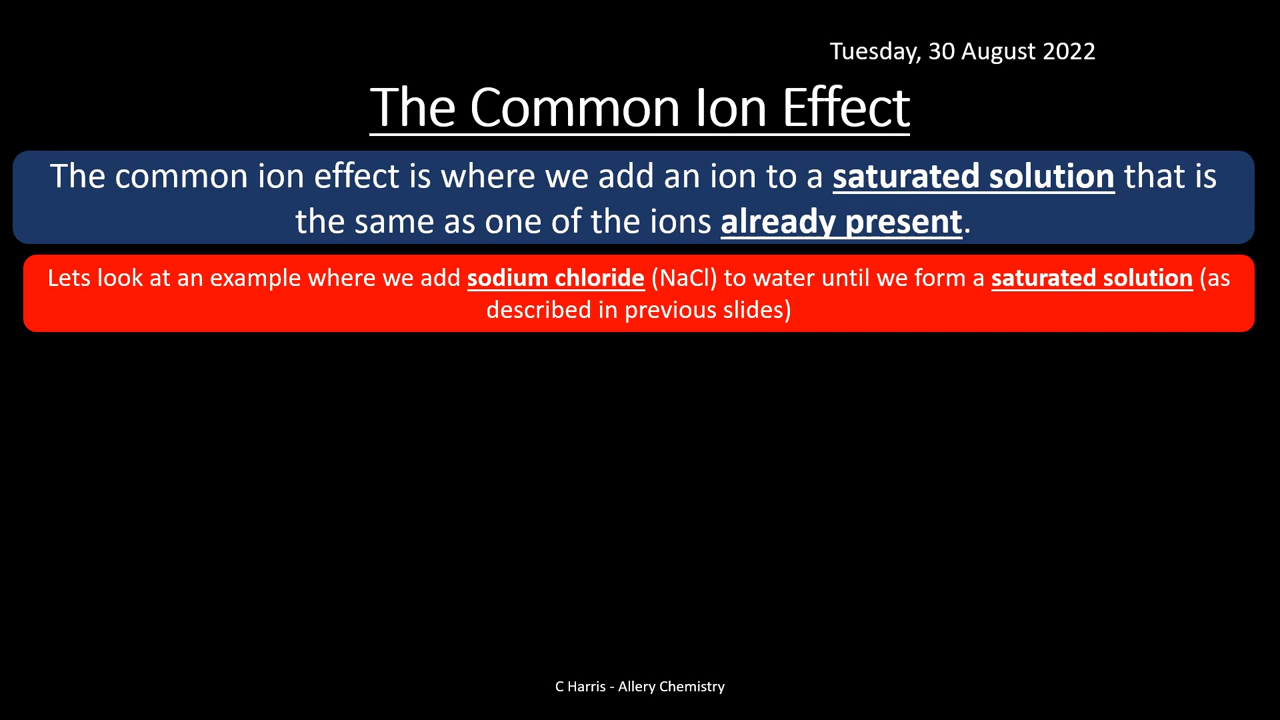 Tuesday, 30 August 2022
The Common Ion Effect
The common ion effect is where we add an ion to a saturated solution that is
the same as one of the ions already present.
Lets look at an example where we add sodium chloride (NaCl) to water until we form a saturated solution (as
described in previous slides)
C Harris - Allery Chemistry